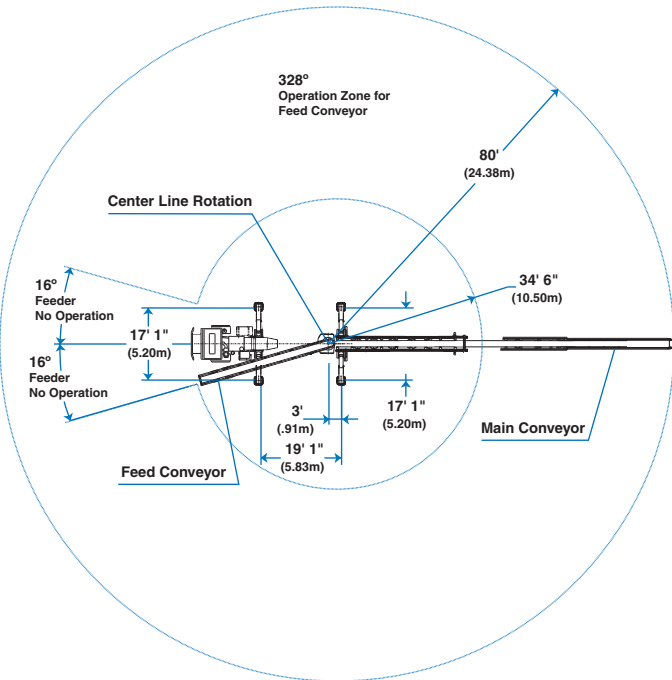 328º
Operation Zone for
Feed Conveyor
80'
(24.38m)
Center Line Rotation
34' 6"
(10.50m)
16º
Feeder
No Operation
17' 1"
(5.20m)
16º
Feeder
No Operation
3'
(.91m)
17' 1"
(5.20m)
Main Conveyor
19' 1"
(5.83m)
Feed Conveyor